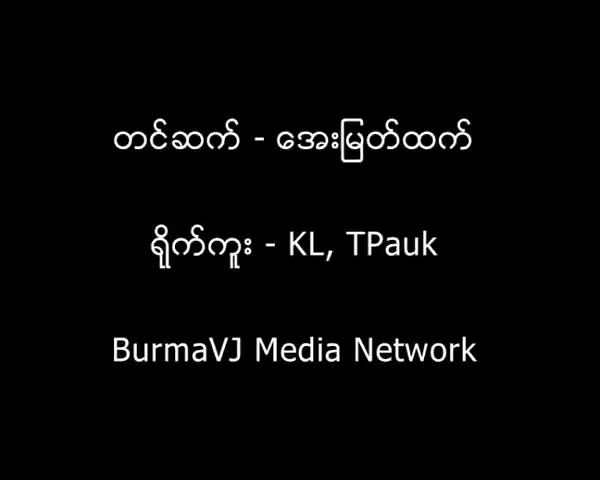 တင်ဆက် - အေးမြတ်ထက်
ရိုက်ကူး - KL, TPauk
BurmaVJ Media Network